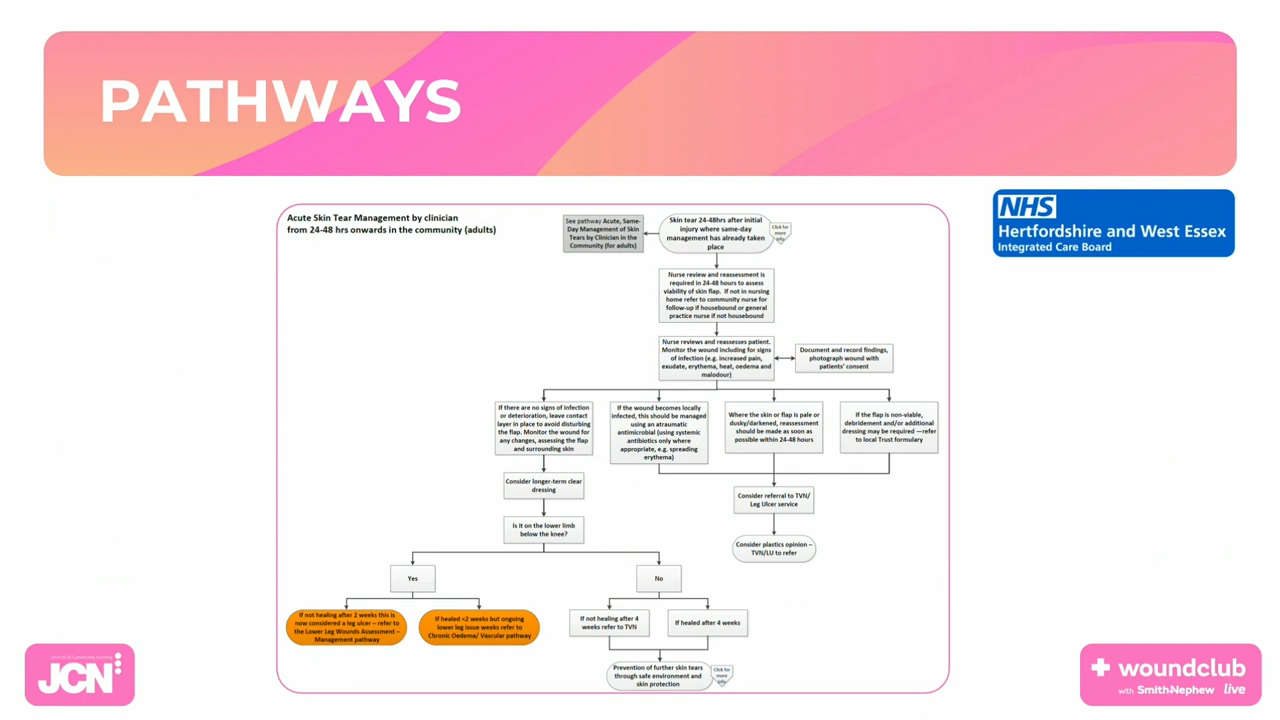 PATHWAYS
NHS
Hertfordshire and West Essex
Integrated Care Board
Acute Skin Tear Management by clinician
from 24-48 hrs onwards in the community (adults)
See pathway Acute, Same-
Day Management of Skin
Tears by Clinician in the
Community (for adults)
Skin tear 24-48hrs after initial
injury where same-day
management has already taken
place
Click for
more
info
Nurse review and reassessment is
required in 24-48 hours to assess
viability of skin flap. If not in nursing
home refer to community nurse for
follow-up if housebound or general
practice nurse if not housebound
Nurse reviews and reassesses patient.
Monitor the wound including for signs
of infection (e.g. increased pain,
exudate, erythema, heat, oedema and
malodour)
Document and record findings,
photograph wound with
patients' consent
If there are no signs of infection
or deterioration, leave contact
layer in place to avoid disturbing
the flap. Monitor the wound for
any changes, assessing the flap
and surrounding skin
If the wound becomes locally
infected, this should be managed
using an atraumatic
antimicrobial (using systemic
antibiotics only where
appropriate, e.g. spreading
erythema)
Where the skin or flap is pale or
dusky/darkened, reassessment
should be made as soon as
possible within 24-48 hours
If the flap is non-viable,
debridement and/or additional
dressing may be required —refer
to local Trust formulary
Consider longer-term clear
dressing
Consider referral to TVN/
Leg Ulcer service
Is it on the lower limb
below the knee?
Consider plastics opinion –
TVN/LU to refer
Yes
No
If not healing after 2 weeks this is
now considered a leg ulcer – refer to
the Lower Leg Wounds Assessment –
Management pathway
If healed <2 weeks but ongoing
lower leg issue weeks refer to
Chronic Oedema/ Vascular pathway
If not healing after 4
weeks refer to TVN
If healed after 4 weeks
Prevention of further skin tears
through safe environment and
skin protection
Click for
more
info
Journal of Community Nursing
JCN
woundclub
with Smith+Nephew live